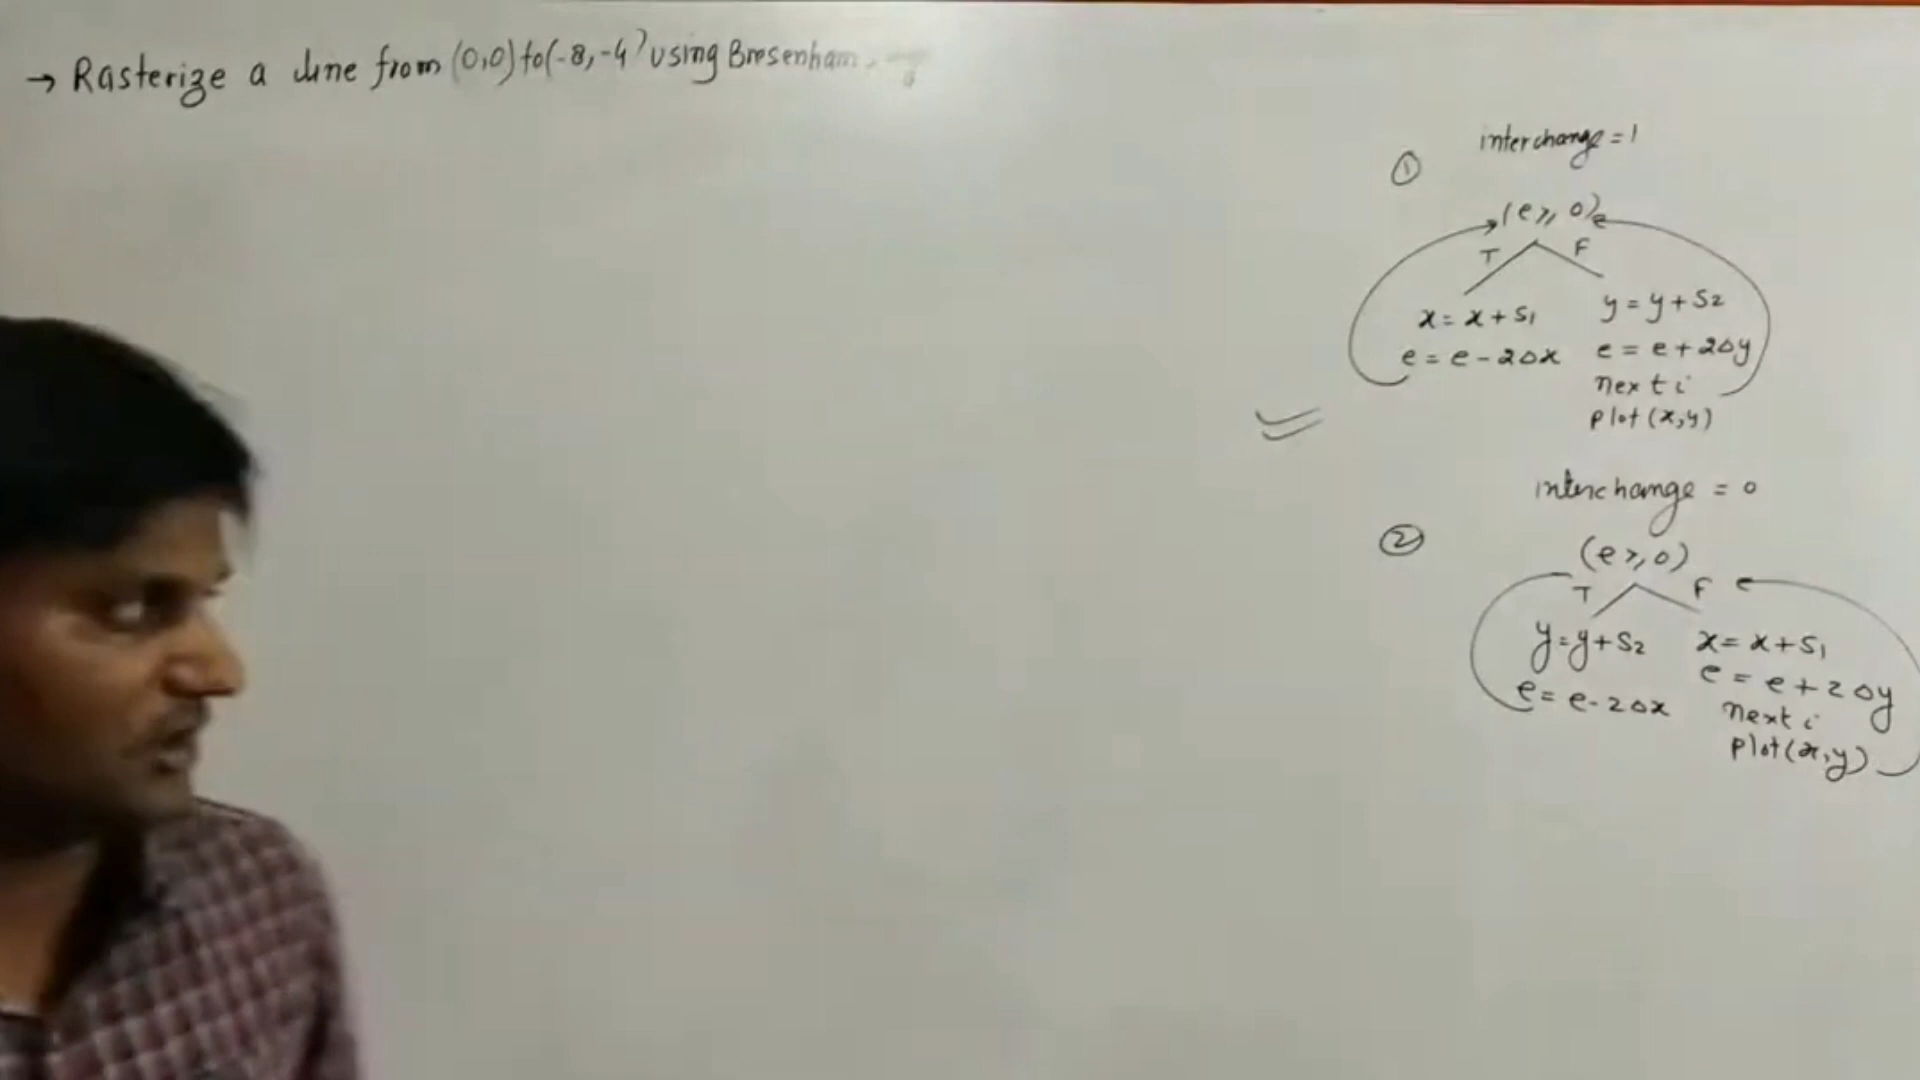 → Rasterize a line from (0,0) to (-8,-4) using Bresenham
interchange = 1
①
(e ≥ 0)
T F
x = x + S1
e = e - 2Δx
y = y + S2
e = e + 2Δy
next i
plot (x,y)
interchange = 0
②
(e ≥ 0)
T F
y = y + S2
e = e - 2Δx
x = x + S1
e = e + 2Δy
next i
plot (x,y)